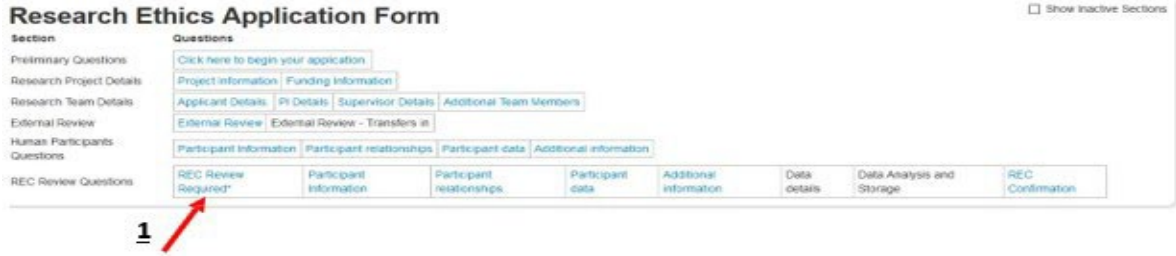 Research Ethics Application Form
Show Inactive Sections
Section Questions
Preliminary Questions Click here to begin your application
Research Project Details Project Information Funding Information
Research Team Details Applicant Details PI Details Supervisor Details Additional Team Members
External Review External Review External Review - Transfers in
Human Participants
Questions
Participant Information Participant relationships Participant data Additional information
REC Review Questions
REC Review Participant Participant Participant Additional Data Data Analysis and REC
Required* Information relationships data information details Storage Confirmation
1